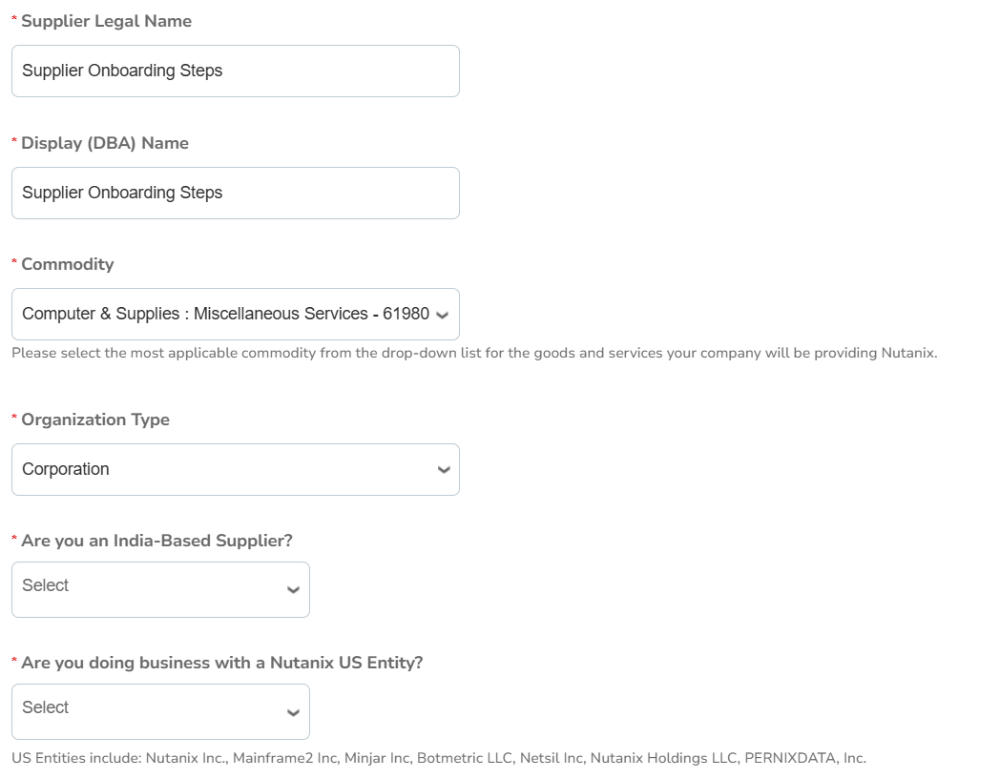 * Supplier Legal Name
Supplier Onboarding Steps
* Display (DBA) Name
Supplier Onboarding Steps
* Commodity
Computer & Supplies : Miscellaneous Services - 61980
Please select the most applicable commodity from the drop-down list for the goods and services your company will be providing Nutanix.
* Organization Type
Corporation
* Are you an India-Based Supplier?
Select
* Are you doing business with a Nutanix US Entity?
Select
US Entities include: Nutanix Inc., Mainframe2 Inc, Minjar Inc, Botmetric LLC, Netsil Inc, Nutanix Holdings LLC, PERNIXDATA, Inc.